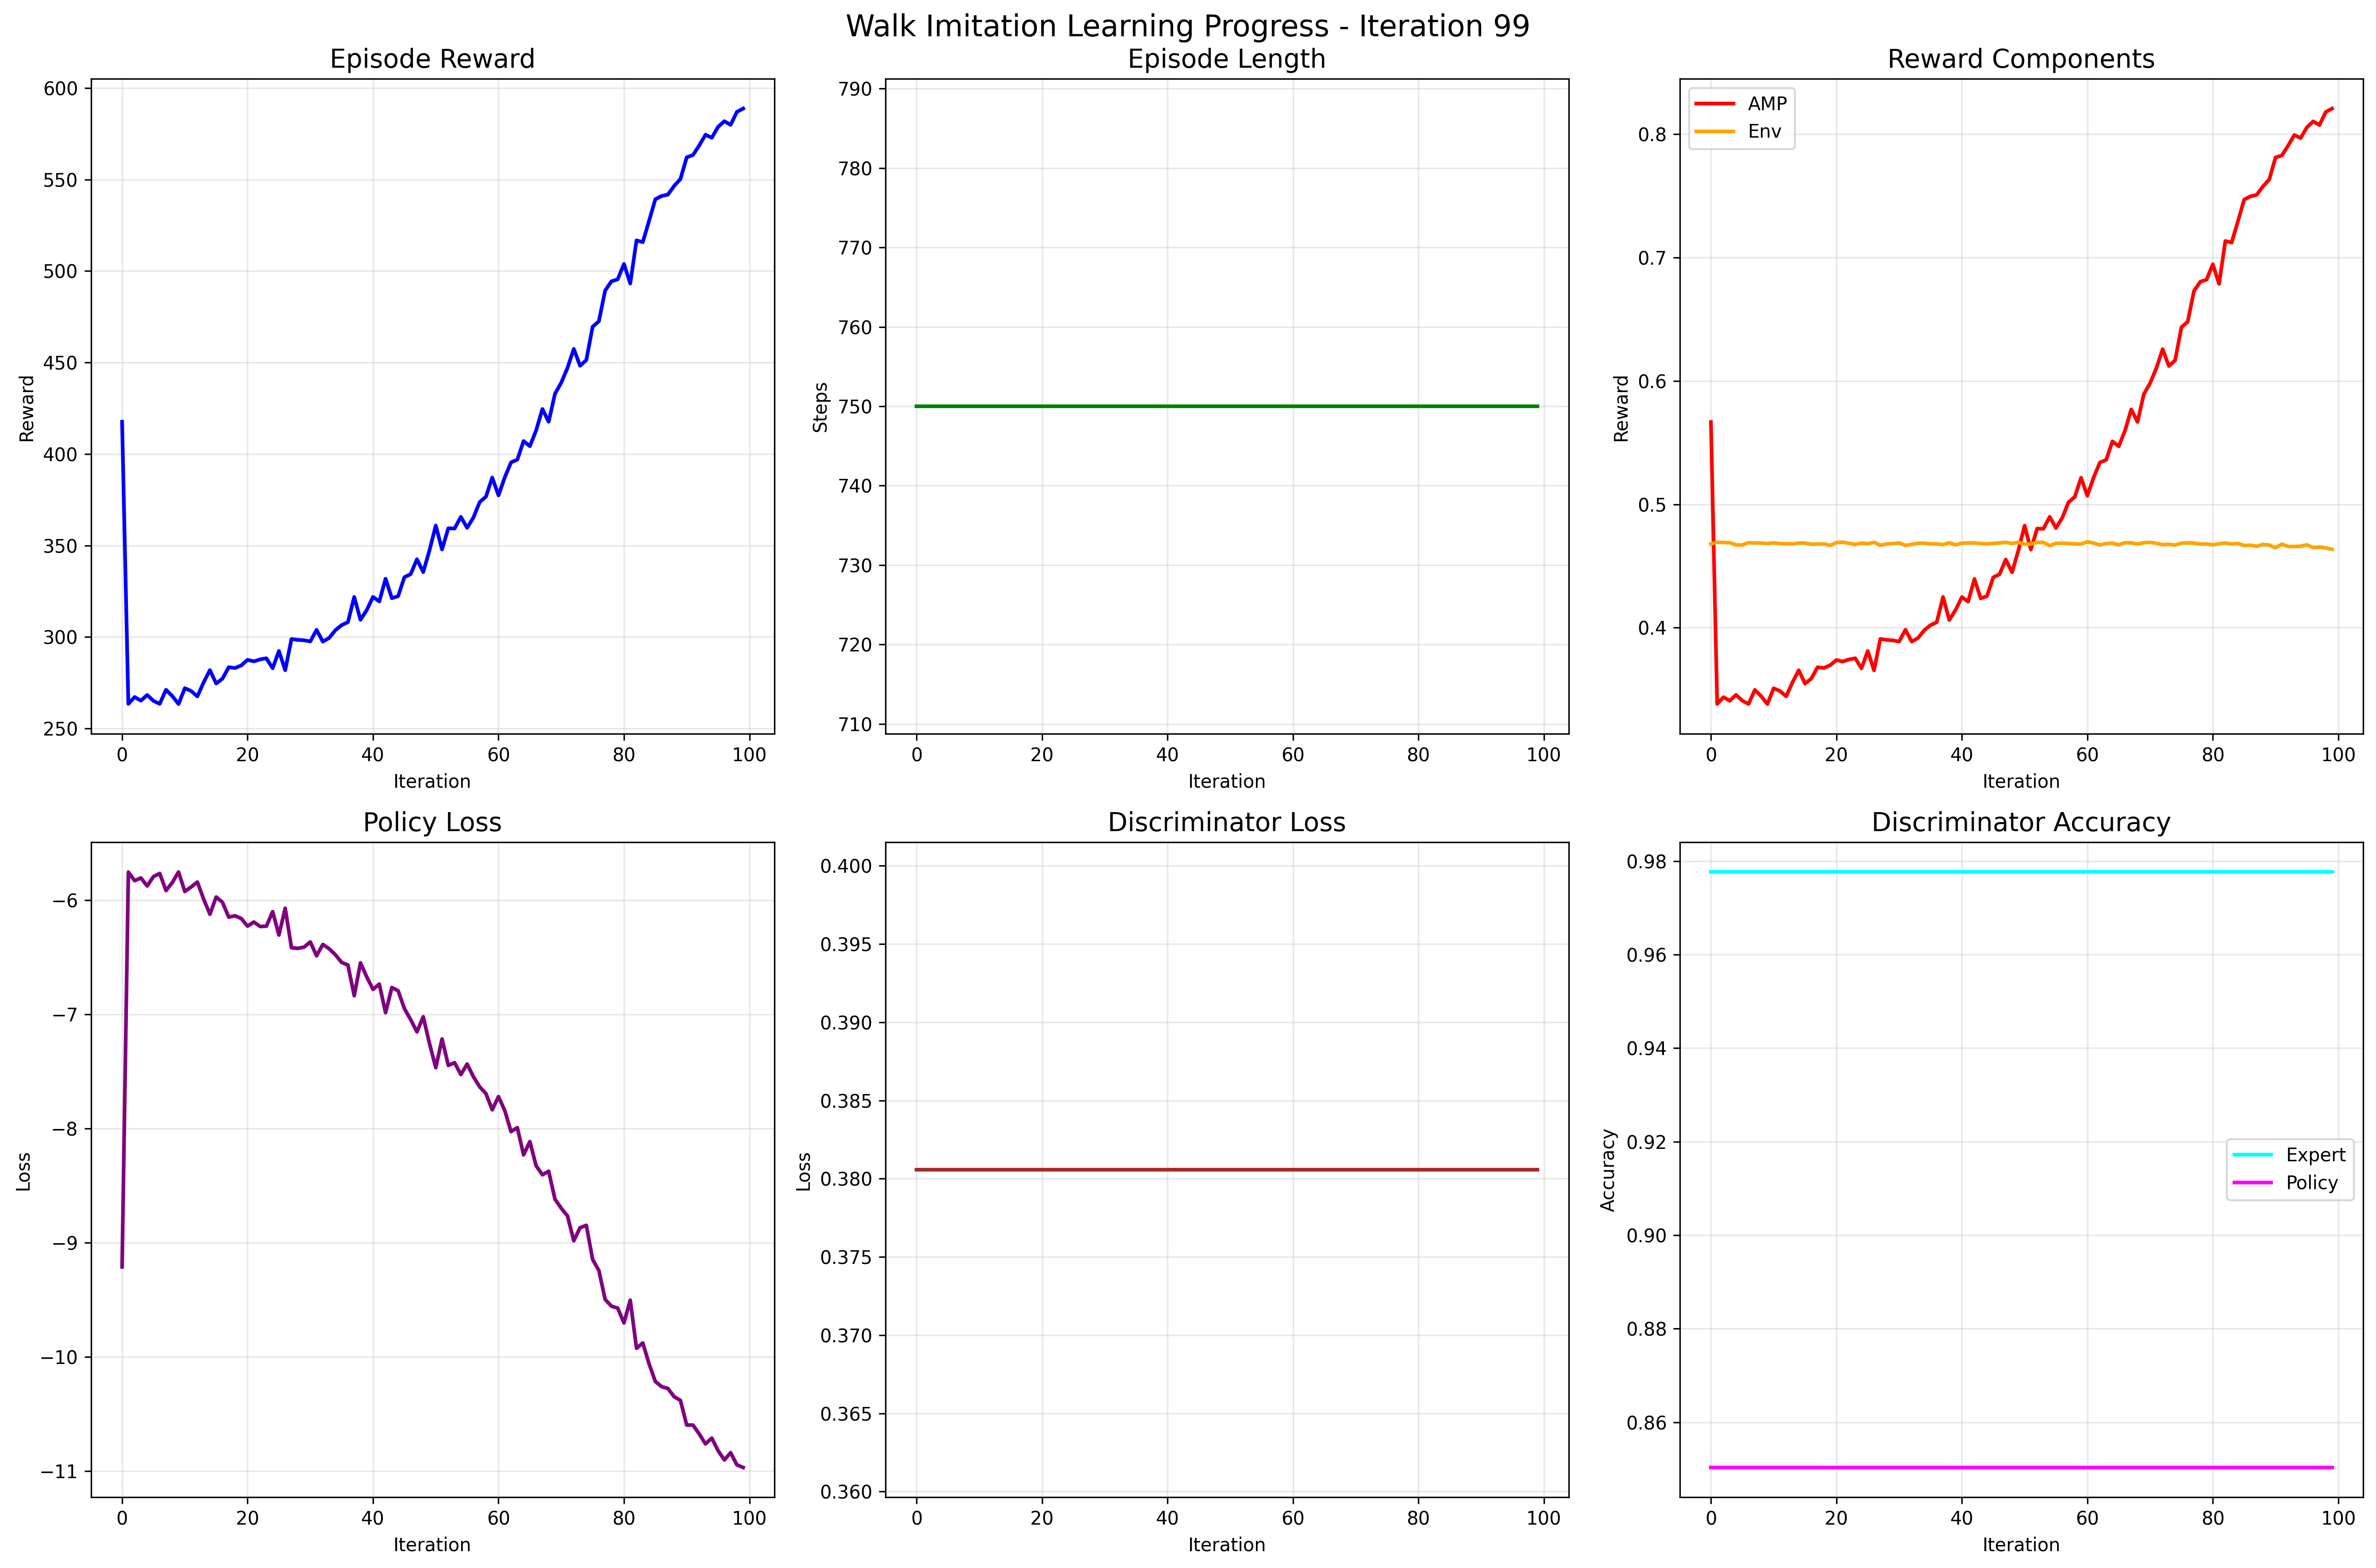 Walk Imitation Learning Progress - Iteration 99
Episode Reward
600
550
500
450
400
350
300
250
Reward
0 20 40 60 80 100
Iteration
Episode Length
790
780
770
760
750
740
730
720
710
Steps
0 20 40 60 80 100
Iteration
Reward Components
AMP
Env
0.8
0.7
0.6
0.5
0.4
Reward
0 20 40 60 80 100
Iteration
Policy Loss
−6
−7
−8
−9
−10
−11
Loss
0 20 40 60 80 100
Iteration
Discriminator Loss
0.400
0.395
0.390
0.385
0.380
0.375
0.370
0.365
0.360
Loss
0 20 40 60 80 100
Iteration
Discriminator Accuracy
0.98
0.96
0.94
0.92
0.90
0.88
0.86
Accuracy
Expert
Policy
0 20 40 60 80 100
Iteration